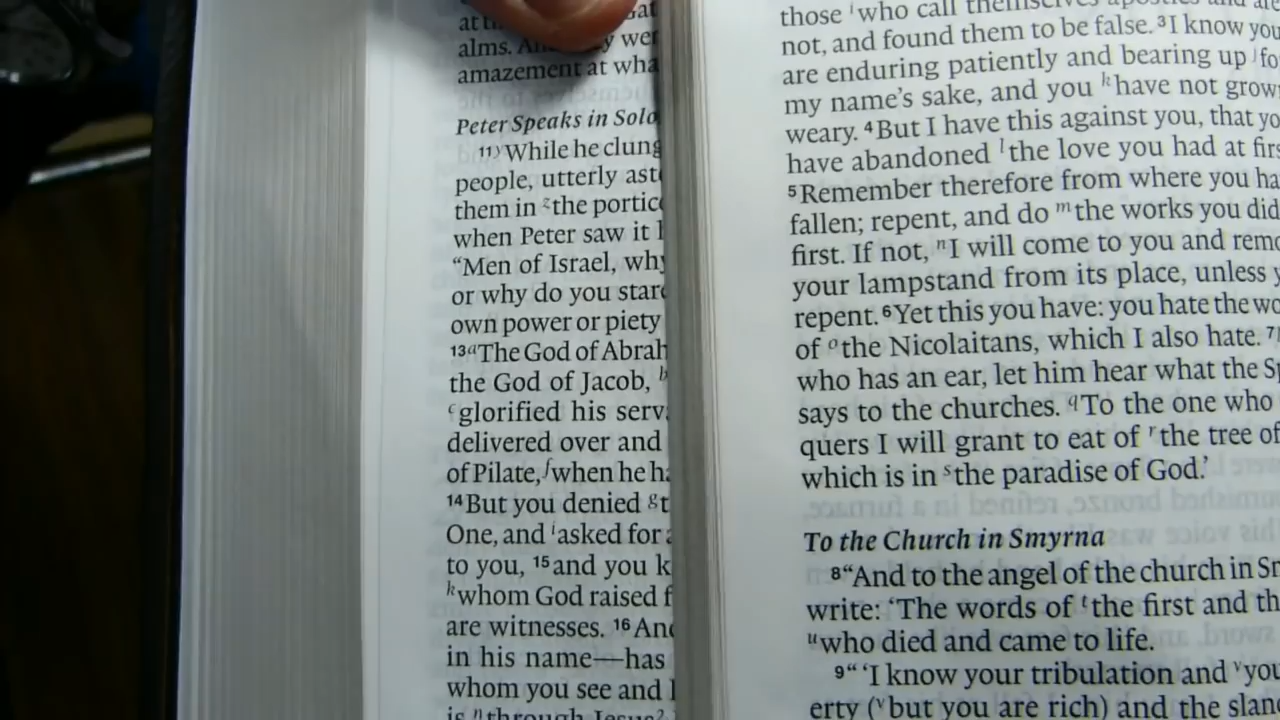 at
alms. wer
amazement at wha
Peter Speaks in Solo
11 y While he clung
people, utterly ast
them in z the portic
when Peter saw it
“Men of Israel, why
or why do you star
own power or piety
13 a The God of Abrah
the God of Jacob, b
c glorified his serv
delivered over and
of Pilate, f when he h
14 But you denied g t
One, and i asked for
to you, 15 and you k
k whom God raised f
are witnesses. 16 And
in his name—has
whom you see and
is n through Jesus
those i who call themselves apostles and are
not, and found them to be false. 3 I know you
are enduring patiently and bearing up j fo
my name’s sake, and you k have not grow
weary. 4 But I have this against you, that yo
have abandoned l the love you had at firs
5 Remember therefore from where you ha
fallen; repent, and do m the works you did
first. If not, n I will come to you and remo
your lampstand from its place, unless
repent. 6 Yet this you have: you hate the wo
of o the Nicolaitans, which I also hate. 7
who has an ear, let him hear what the Sp
says to the churches. q To the one who
quers I will grant to eat of r the tree of
which is in s the paradise of God.’
To the Church in Smyrna
8 “And to the angel of the church in Sm
write: ‘The words of t the first and th
u who died and came to life.
9 “ ‘I know your tribulation and v you
erty (v but you are rich) and the slan